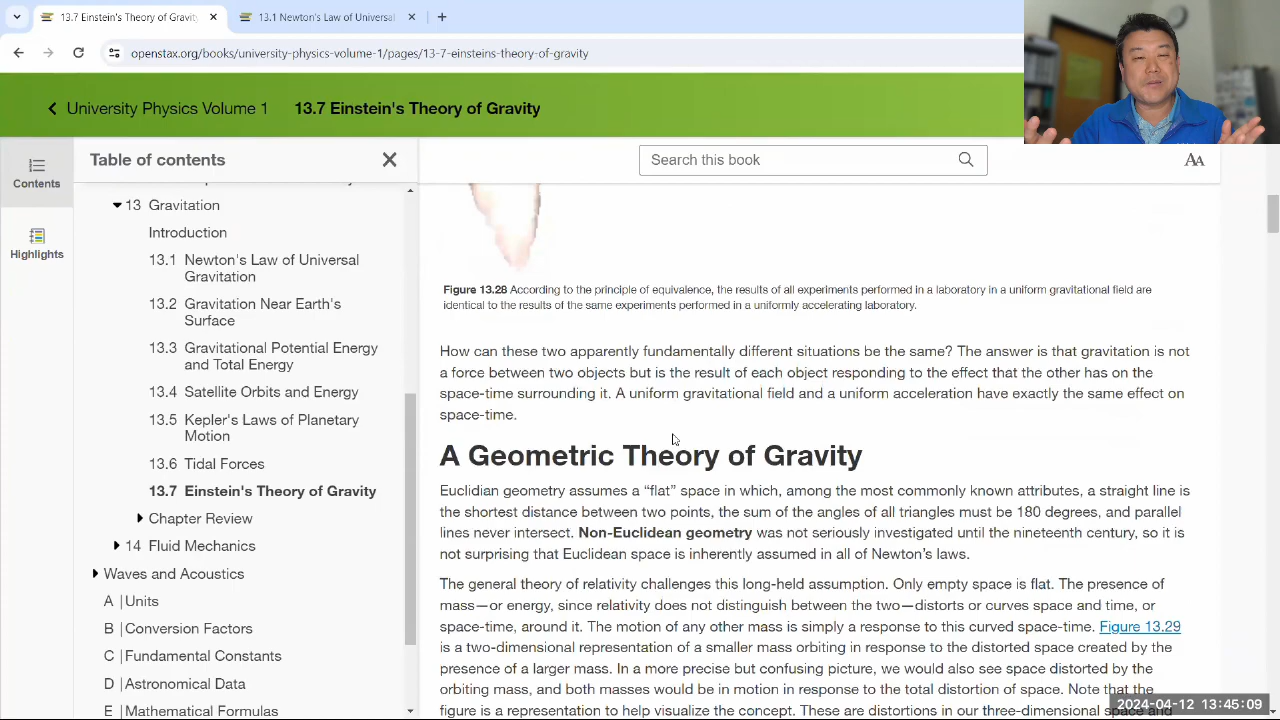 13.7 Einstein's Theory of Gravity
13.1 Newton's Law of Universal
openstax.org/books/university-physics-volume-1/pages/13-7-einsteins-theory-of-gravity
University Physics Volume 1
13.7 Einstein's Theory of Gravity
Contents
Highlights
Table of contents
13 Gravitation
Introduction
13.1 Newton's Law of Universal
Gravitation
13.2 Gravitation Near Earth's
Surface
13.3 Gravitational Potential Energy
and Total Energy
13.4 Satellite Orbits and Energy
13.5 Kepler's Laws of Planetary
Motion
13.6 Tidal Forces
13.7 Einstein's Theory of Gravity
Chapter Review
14 Fluid Mechanics
Waves and Acoustics
A | Units
B | Conversion Factors
C | Fundamental Constants
D | Astronomical Data
E | Mathematical Formulas
Search this book
AA
Figure 13.28 According to the principle of equivalence, the results of all experiments performed in a laboratory in a uniform gravitational field are
identical to the results of the same experiments performed in a uniformly accelerating laboratory.
How can these two apparently fundamentally different situations be the same? The answer is that gravitation is not
a force between two objects but is the result of each object responding to the effect that the other has on the
space-time surrounding it. A uniform gravitational field and a uniform acceleration have exactly the same effect on
space-time.
A Geometric Theory of Gravity
Euclidian geometry assumes a “flat” space in which, among the most commonly known attributes, a straight line is
the shortest distance between two points, the sum of the angles of all triangles must be 180 degrees, and parallel
lines never intersect. Non-Euclidean geometry was not seriously investigated until the nineteenth century, so it is
not surprising that Euclidean space is inherently assumed in all of Newton’s laws.
The general theory of relativity challenges this long-held assumption. Only empty space is flat. The presence of
mass—or energy, since relativity does not distinguish between the two—distorts or curves space and time, or
space-time, around it. The motion of any other mass is simply a response to this curved space-time. Figure 13.29
is a two-dimensional representation of a smaller mass orbiting in response to the distorted space created by the
presence of a larger mass. In a more precise but confusing picture, we would also see space distorted by the
orbiting mass, and both masses would be in motion in response to the total distortion of space. Note that the
figure is a representation to help visualize the concept. These are distortions in our three-dimensional space and
2024-04-12 13:45:09